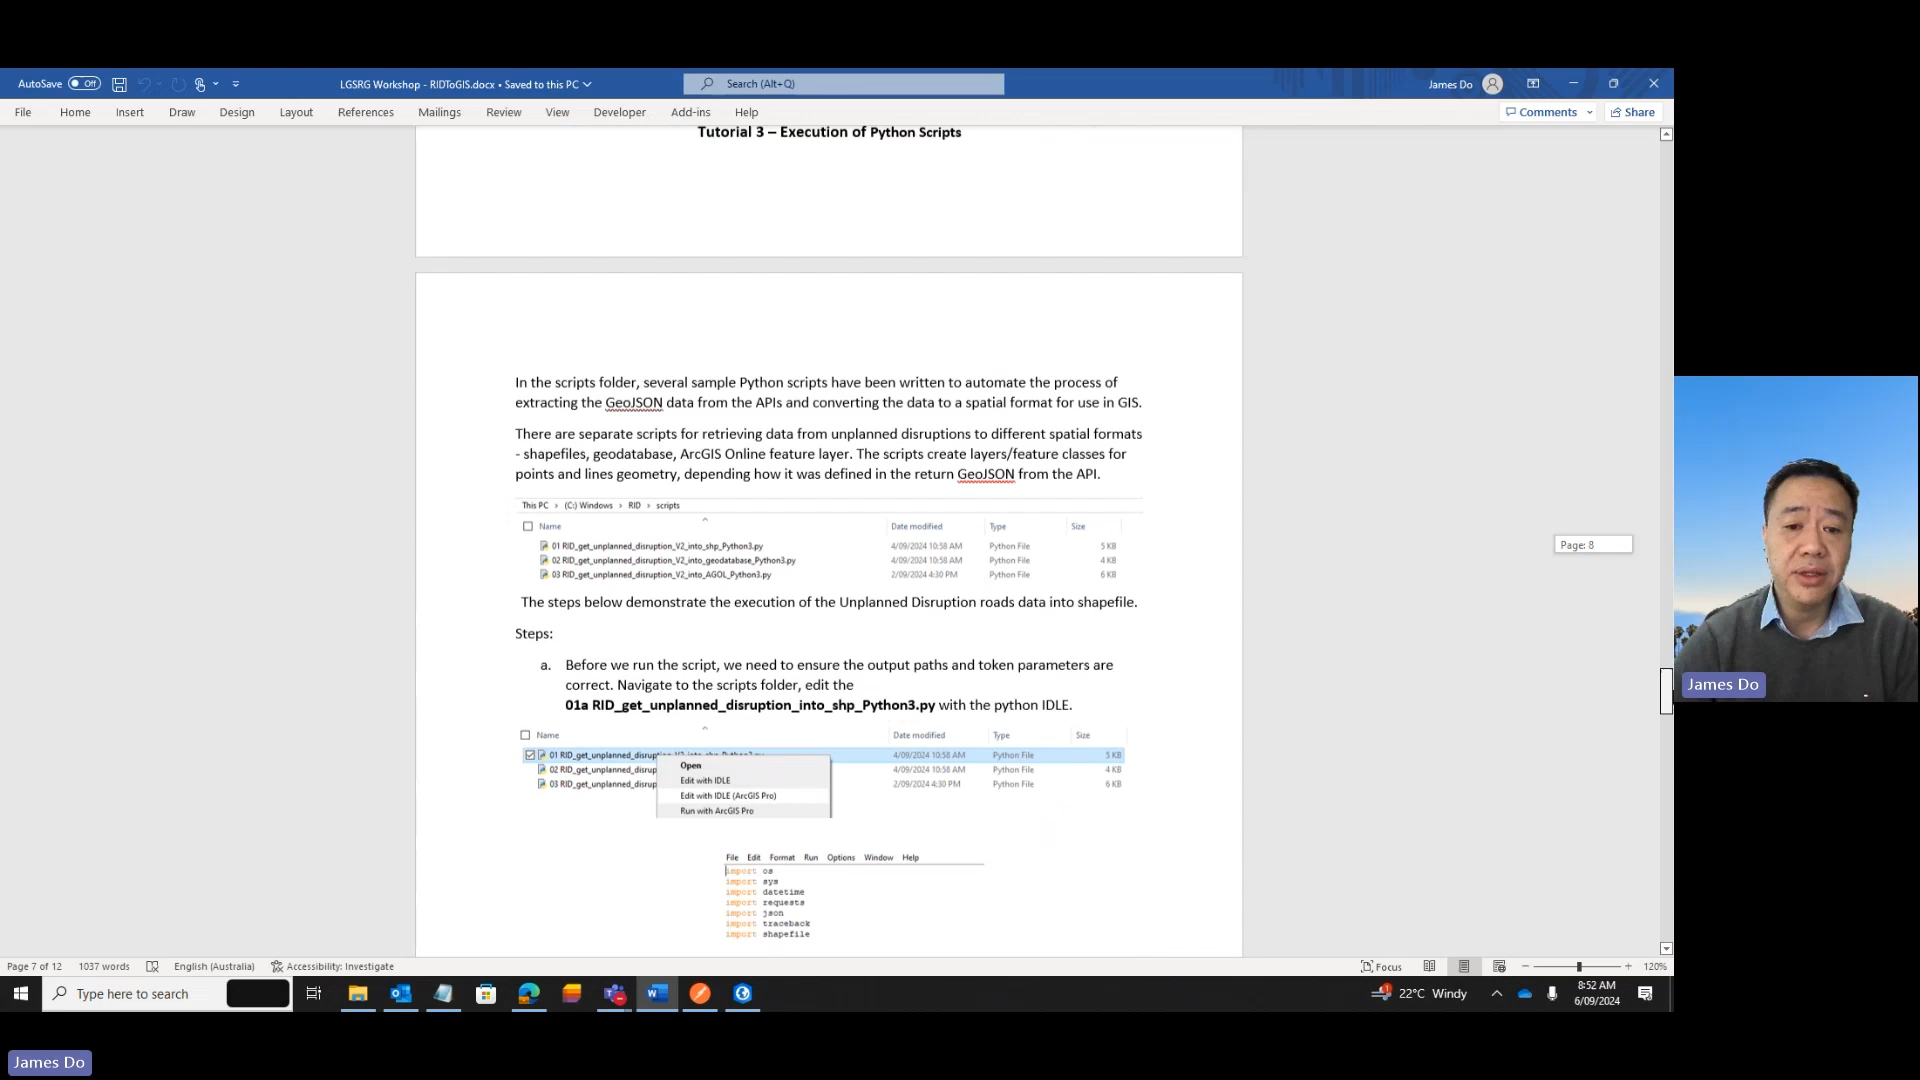 AutoSave Off LGSRG Workshop - RIDToGIS.docx • Saved to this PC Search (Alt+Q) James Do
File Home Insert Draw Design Layout References Mailings Review View Developer Add-ins Help Comments Share
Tutorial 3 – Execution of Python Scripts
In the scripts folder, several sample Python scripts have been written to automate the process of
extracting the GeoJSON data from the APIs and converting the data to a spatial format for use in GIS.
There are separate scripts for retrieving data from unplanned disruptions to different spatial formats
- shapefiles, geodatabase, ArcGIS Online feature layer. The scripts create layers/feature classes for
points and lines geometry, depending how it was defined in the return GeoJSON from the API.
This PC > (C:) Windows > RID > scripts
Name Date modified Type Size
01 RID_get_unplanned_disruption_V2_into_shp_Python3.py 4/09/2024 10:58 AM Python File 5 KB
02 RID_get_unplanned_disruption_V2_into_geodatabase_Python3.py 4/09/2024 10:58 AM Python File 4 KB
03 RID_get_unplanned_disruption_V2_into_AGOL_Python3.py 2/09/2024 4:30 PM Python File 6 KB
Page: 8
The steps below demonstrate the execution of the Unplanned Disruption roads data into shapefile.
Steps:
a. Before we run the script, we need to ensure the output paths and token parameters are
correct. Navigate to the scripts folder, edit the
01a RID_get_unplanned_disruption_into_shp_Python3.py with the python IDLE.
Name Date modified Type Size
01 RID_get_unplanned_disrup 4/09/2024 10:58 AM Python File 5 KB
02 RID_get_unplanned_disrup 4/09/2024 10:58 AM Python File 4 KB
03 RID_get_unplanned_disrup 2/09/2024 4:30 PM Python File 6 KB
Open
Edit with IDLE
Edit with IDLE (ArcGIS Pro)
Run with ArcGIS Pro
File Edit Format Run Options Window Help
import os
import sys
import datetime
import requests
import json
import traceback
import shapefile
James Do
Page 7 of 12 1037 words English (Australia) Accessibility: Investigate Focus 120%
Type here to search 22°C Windy 8:52 AM
6/09/2024
James Do